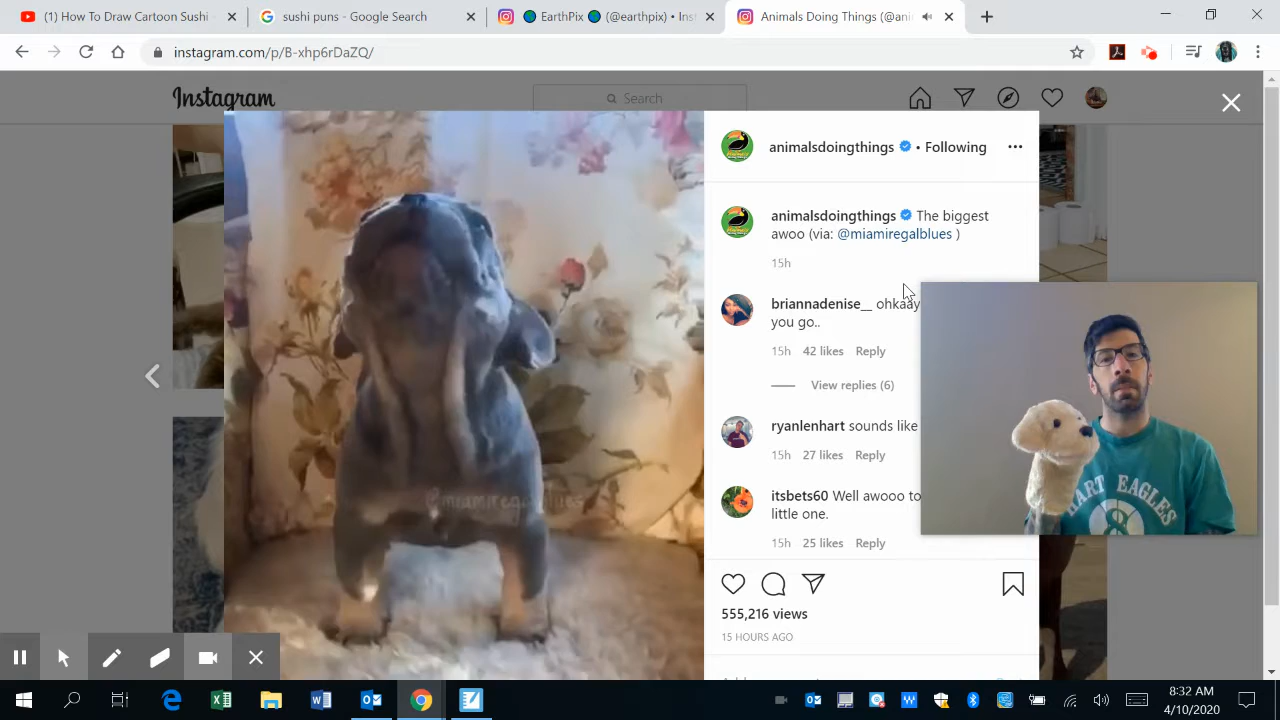 How To Draw Cartoon Sushi -
sushi puns - Google Search
EarthPix (@earthpix) • Inst
Animals Doing Things (@ani
instagram.com/p/B-xhp6rDaZQ/
Instagram
Search
animalsdoingthings • Following
animalsdoingthings The biggest
awoo (via: @miamiregalblues )
15h
briannadenise__ ohkaay
you go..
15h 42 likes Reply
View replies (6)
ryanlenhart sounds like
15h 27 likes Reply
itsbets60 Well awooo to
little one.
15h 25 likes Reply
@miamiregalblues
HART EAGLES
555,216 views
15 HOURS AGO
8:32 AM
4/10/2020